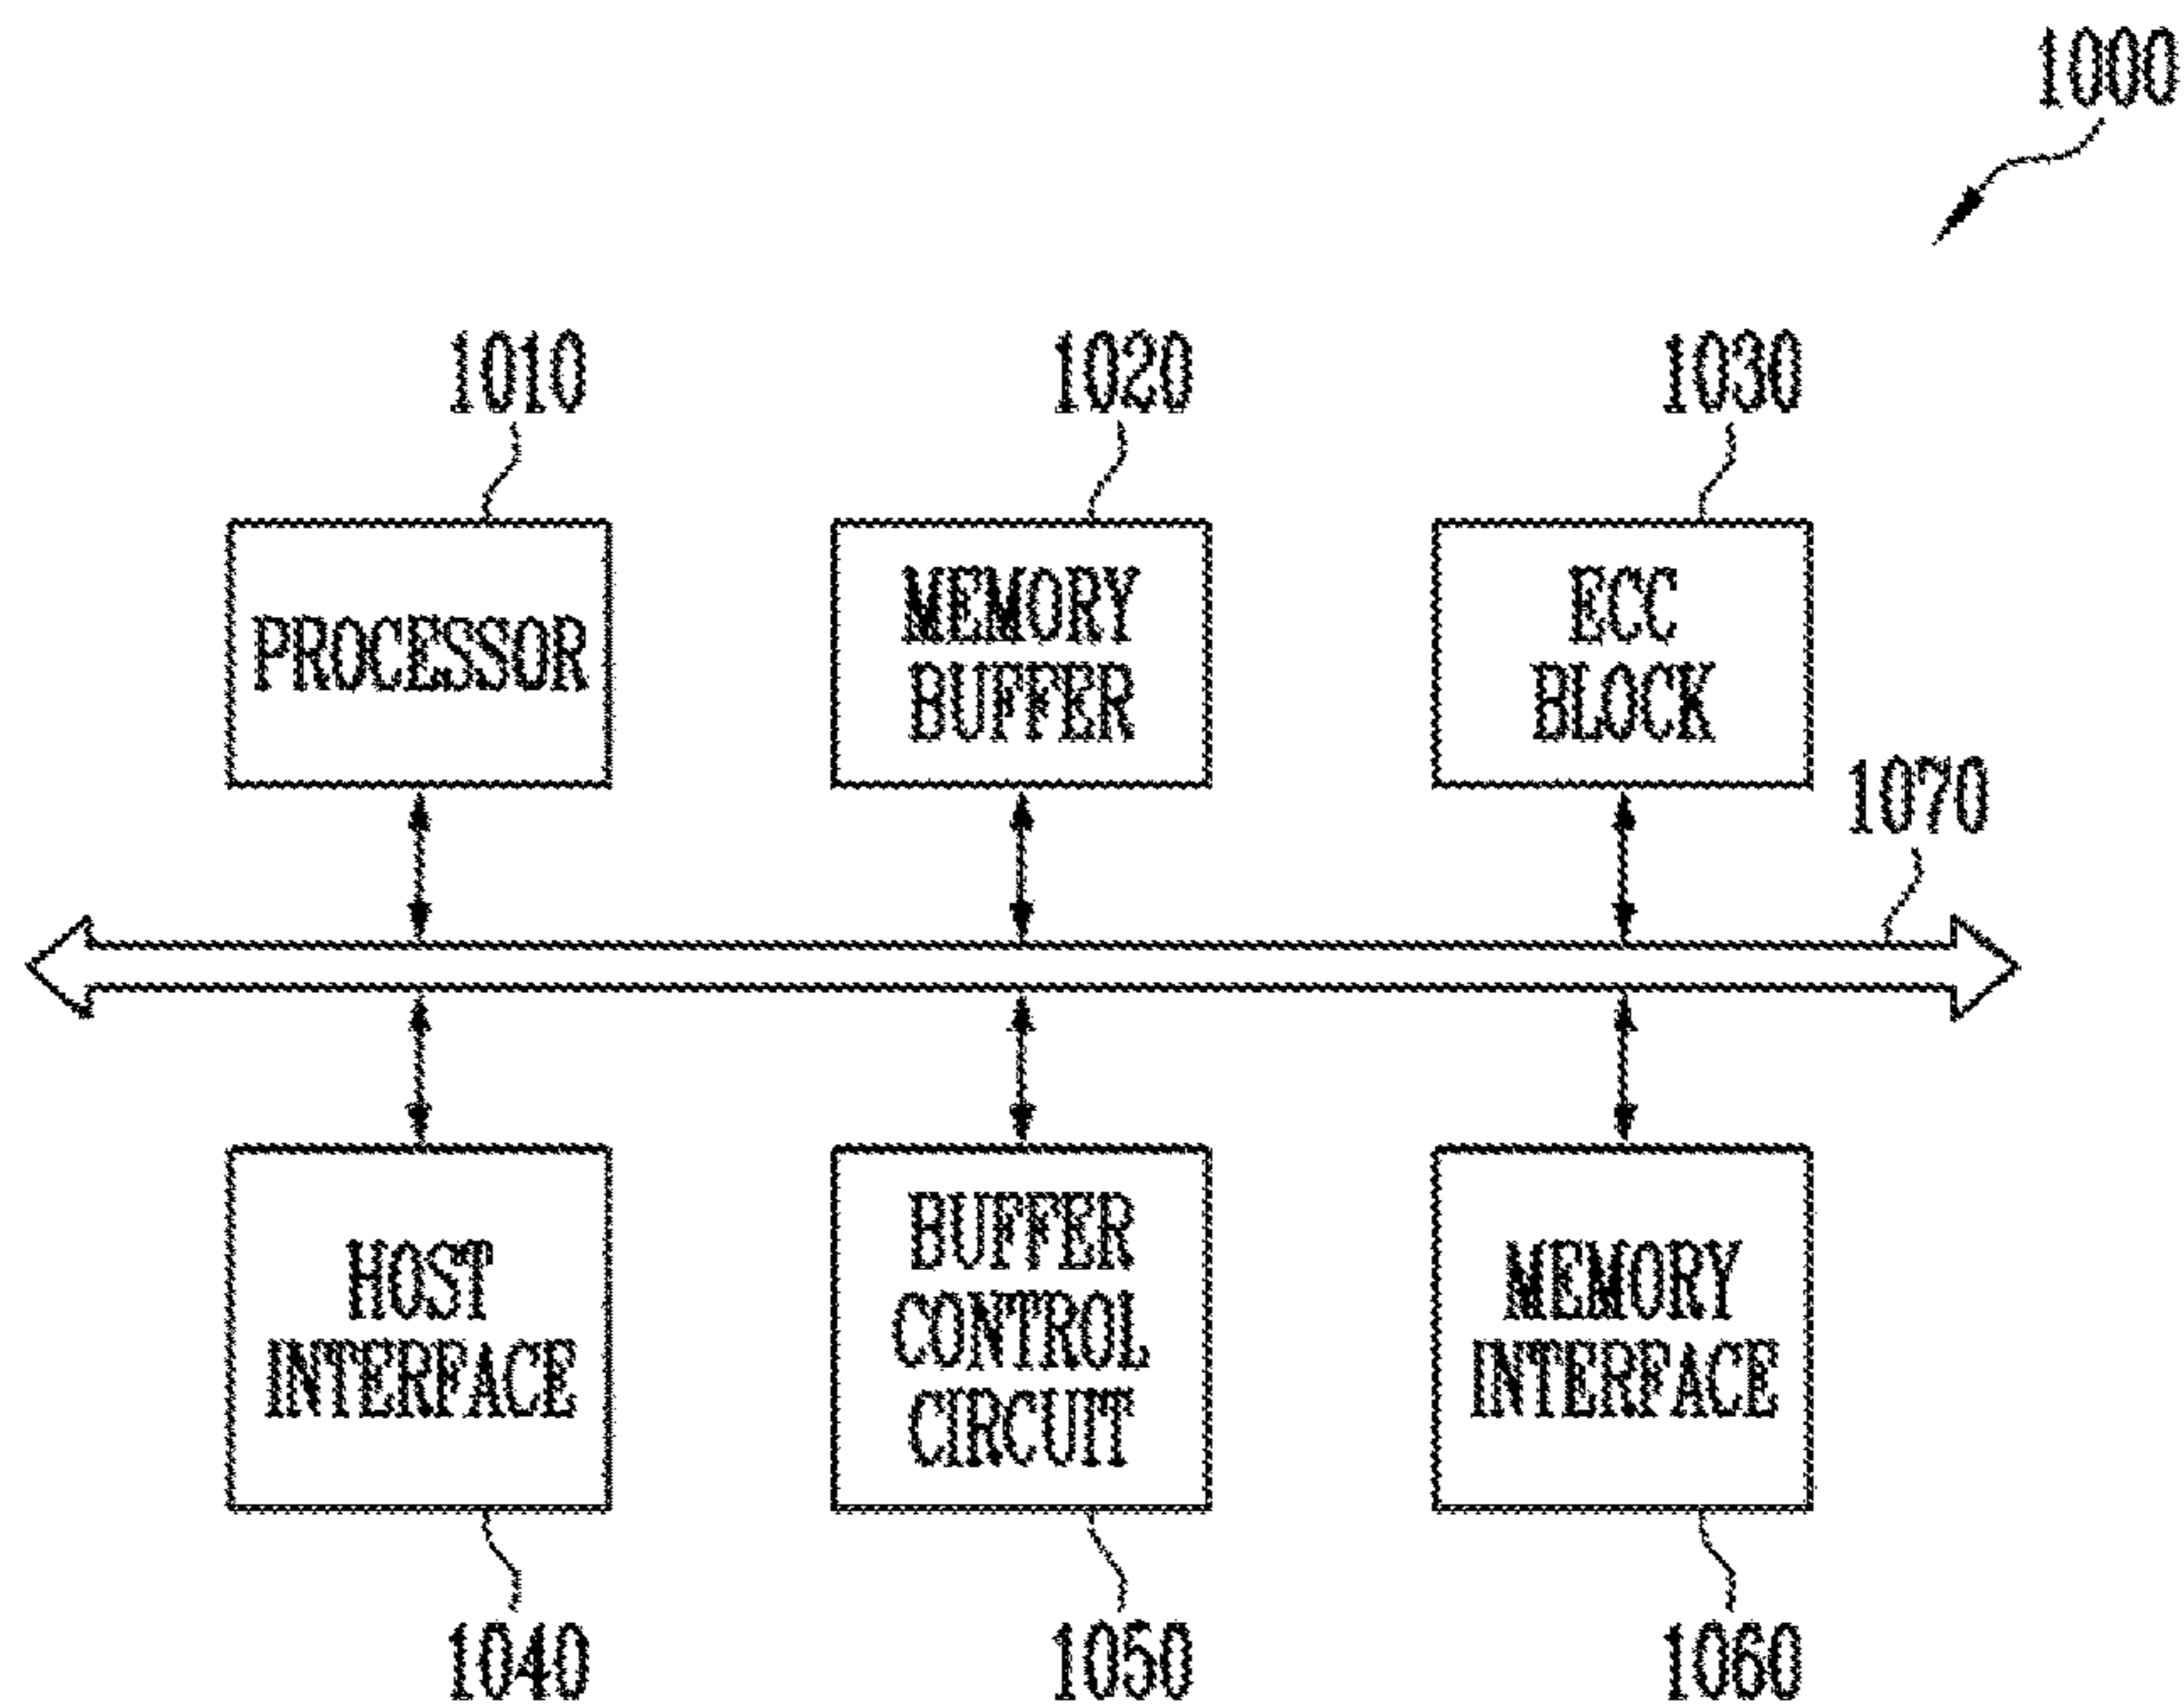 1000
1010
1020
1030
PROCESSOR
MEMORY
BUFFER
ECC
BLOCK
1070
HOST
INTERFACE
BUFFER
CONTROL
CIRCUIT
MEMORY
INTERFACE
1040
1050
1060